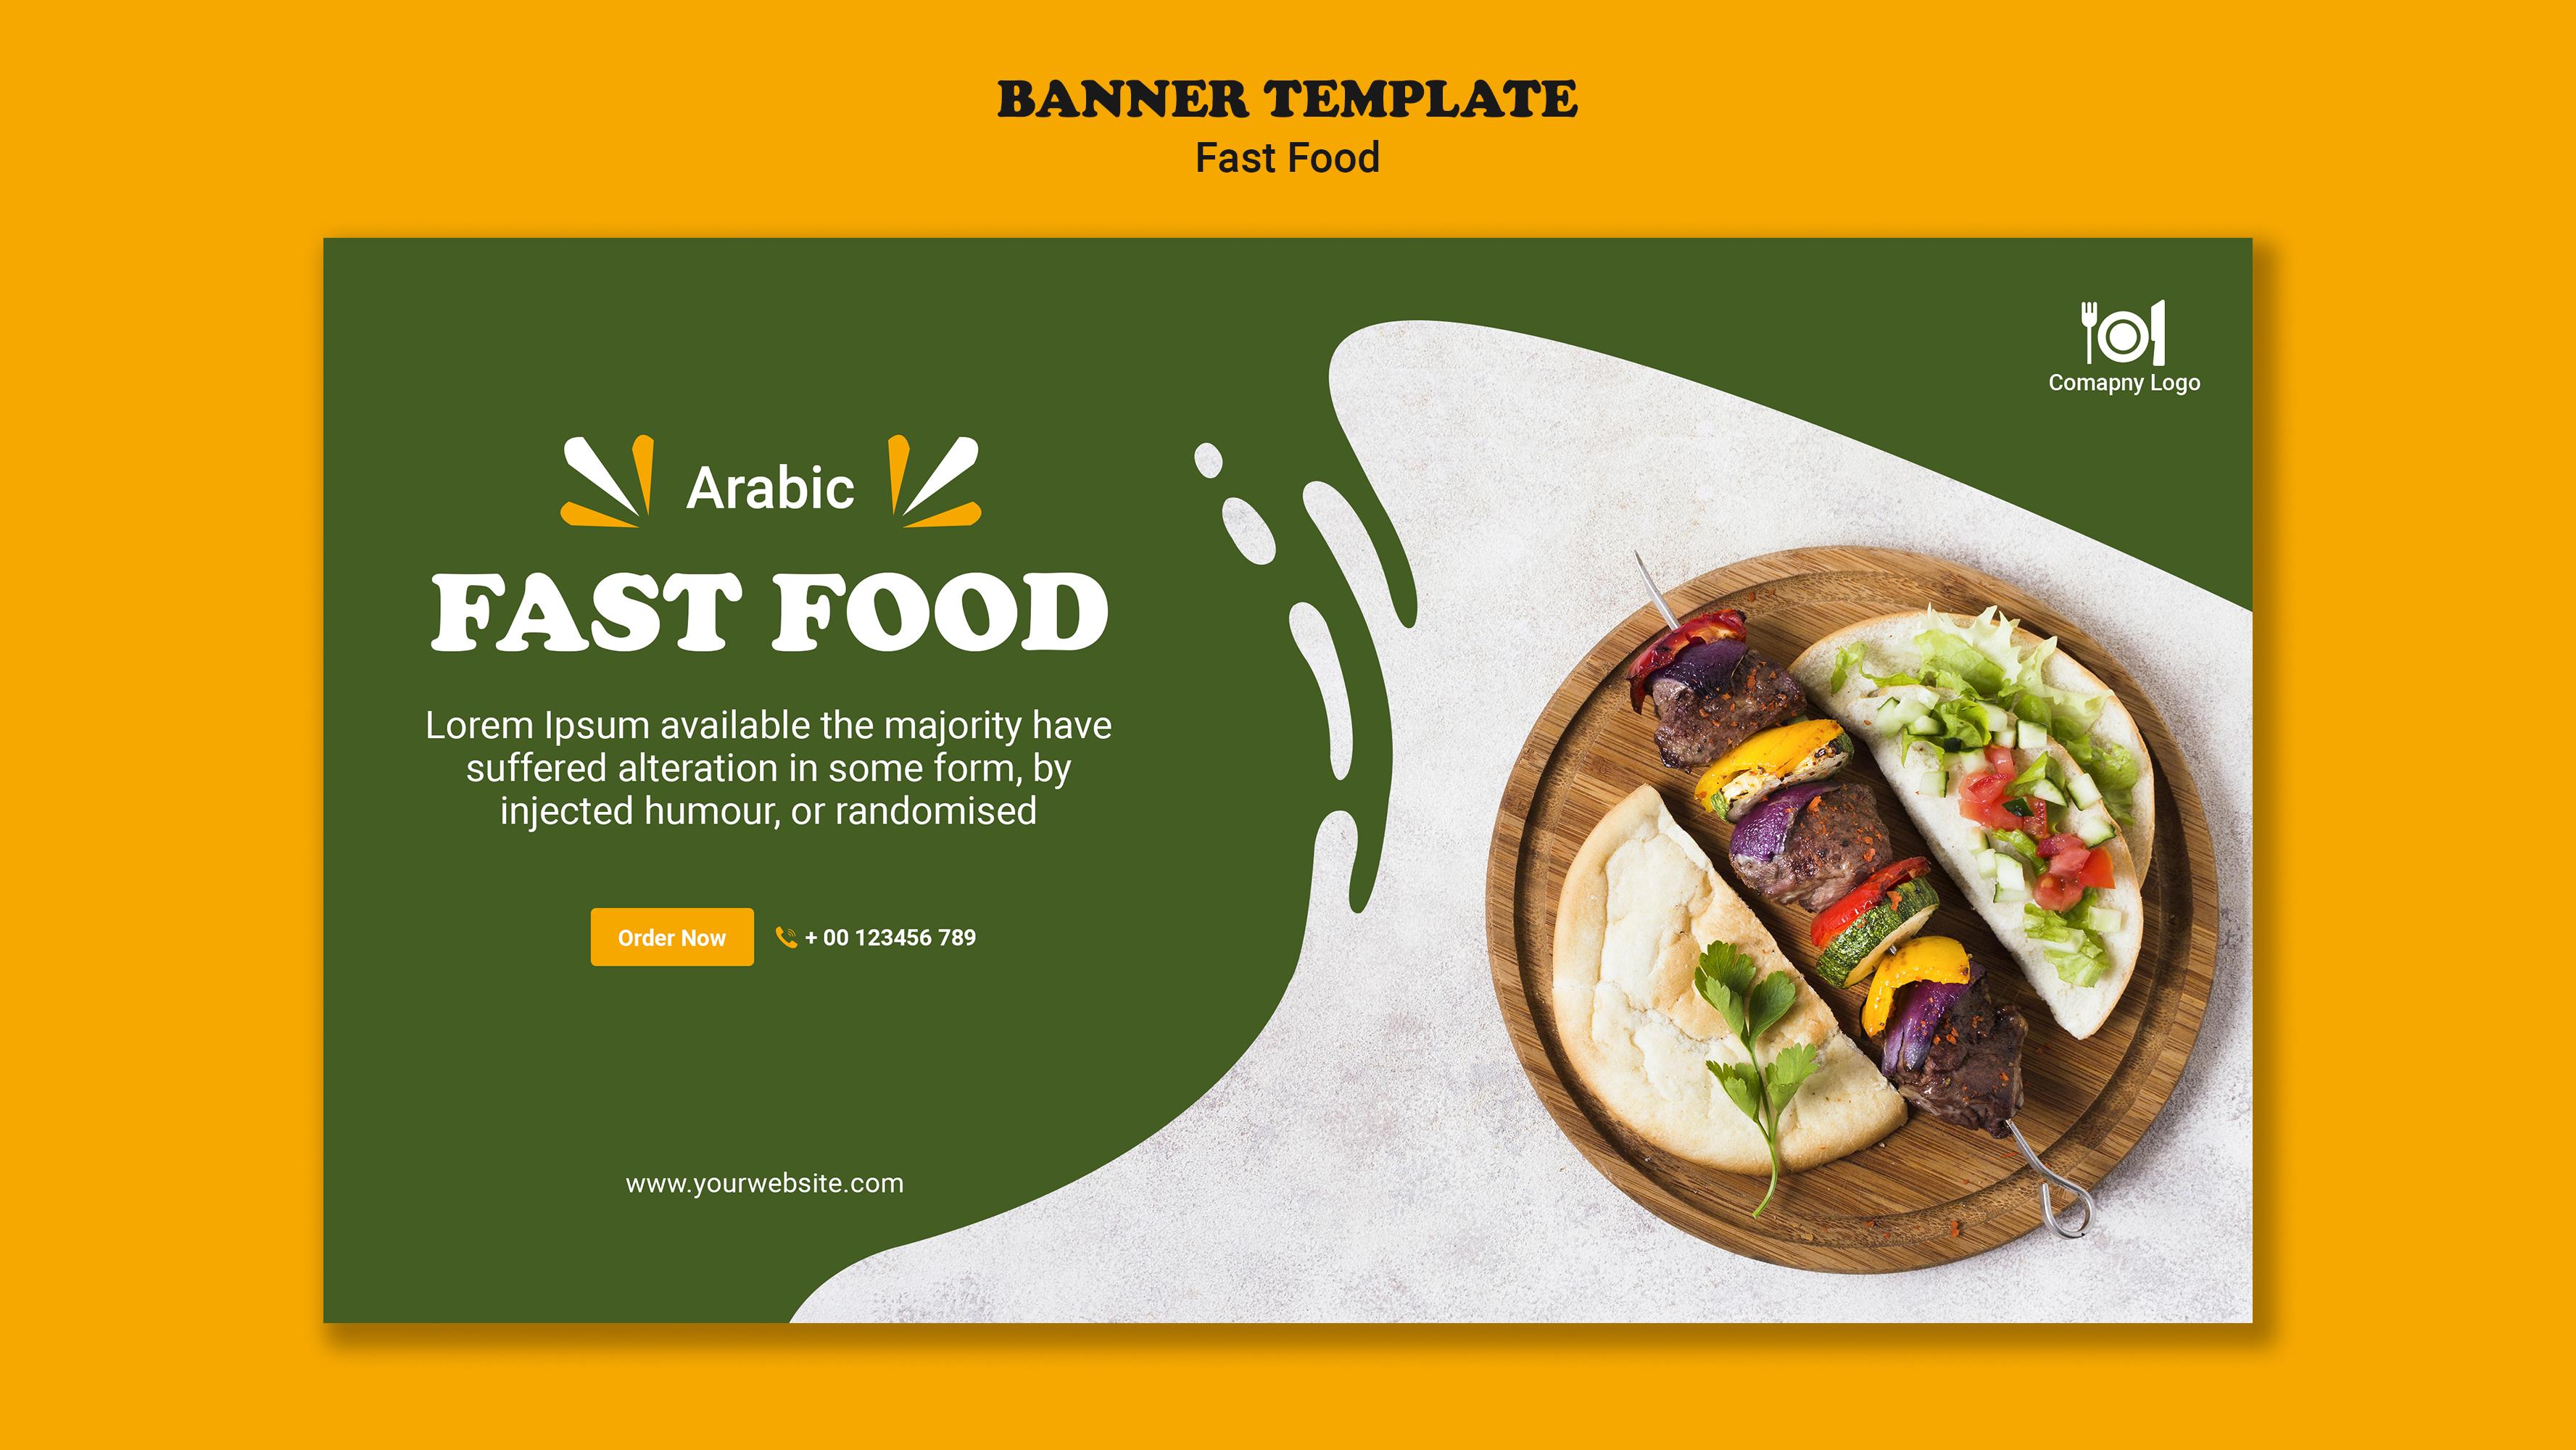 BANNER TEMPLATE
Fast Food
Comapny Logo
Arabic
FAST FOOD
Lorem Ipsum available the majority have
suffered alteration in some form, by
injected humour, or randomised
Order Now
+ 00 123456 789
www.yourwebsite.com